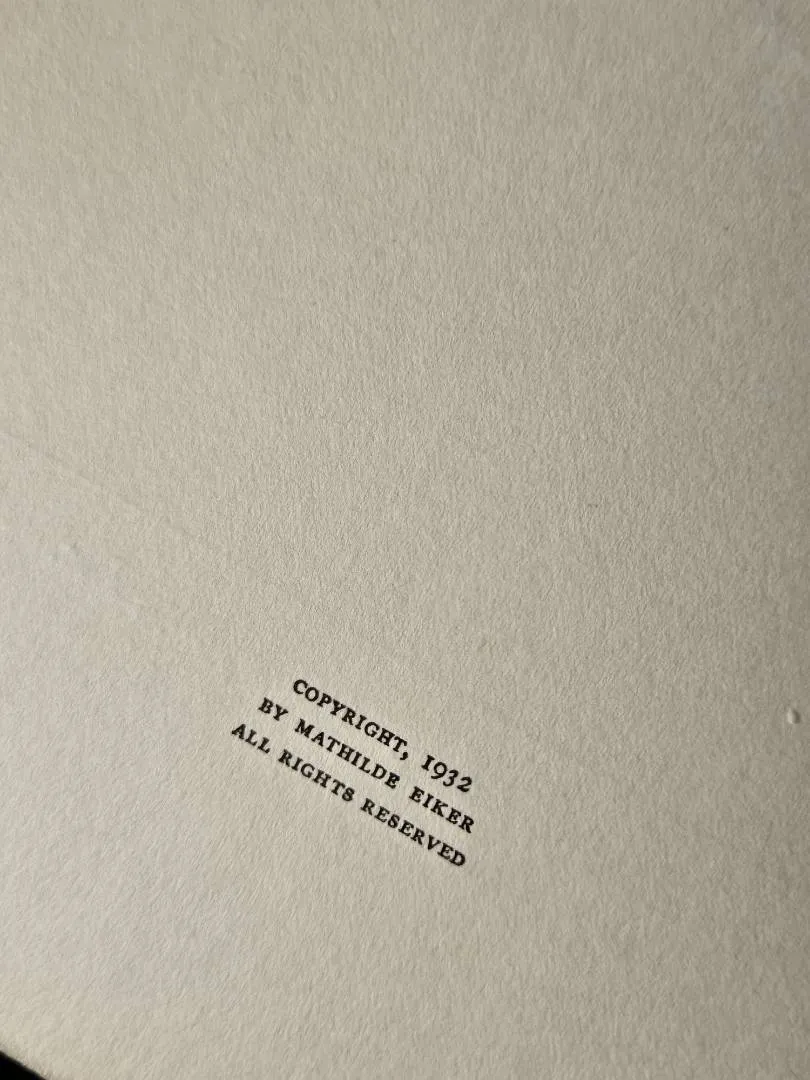 COPYRIGHT, 1932
BY MATHILDE EIKER
ALL RIGHTS RESERVED